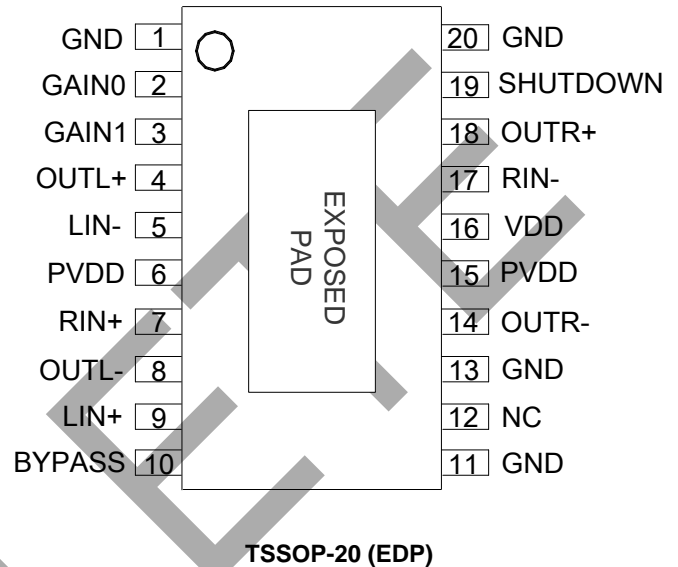 GND 1
GAIN0 2
GAIN1 3
OUTL+ 4
LIN- 5
PVDD 6
RIN+ 7
OUTL- 8
LIN+ 9
BYPASS 10
EXPOSED
PAD
20 GND
19 SHUTDOWN
18 OUTR+
17 RIN-
16 VDD
15 PVDD
14 OUTR-
13 GND
12 NC
11 GND
TSSOP-20 (EDP)